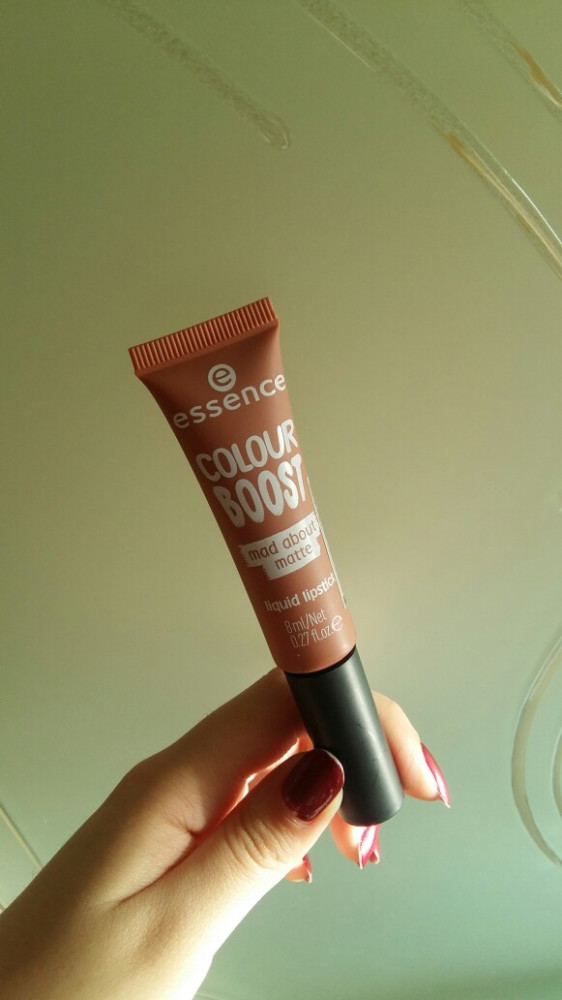 e
essence
COLOUR
BOOST
mad about
matte
liquid lipstick
8 ml/Net
0.27 fl.oz ℮